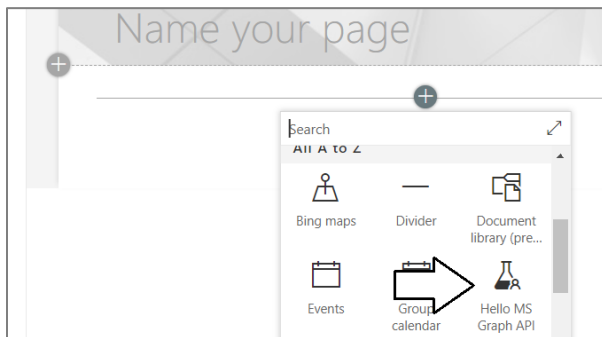 Name your page
Search
All A to Z
Bing maps
Divider
Document
library (pre...
Events
Group
calendar
Hello MS
Graph API